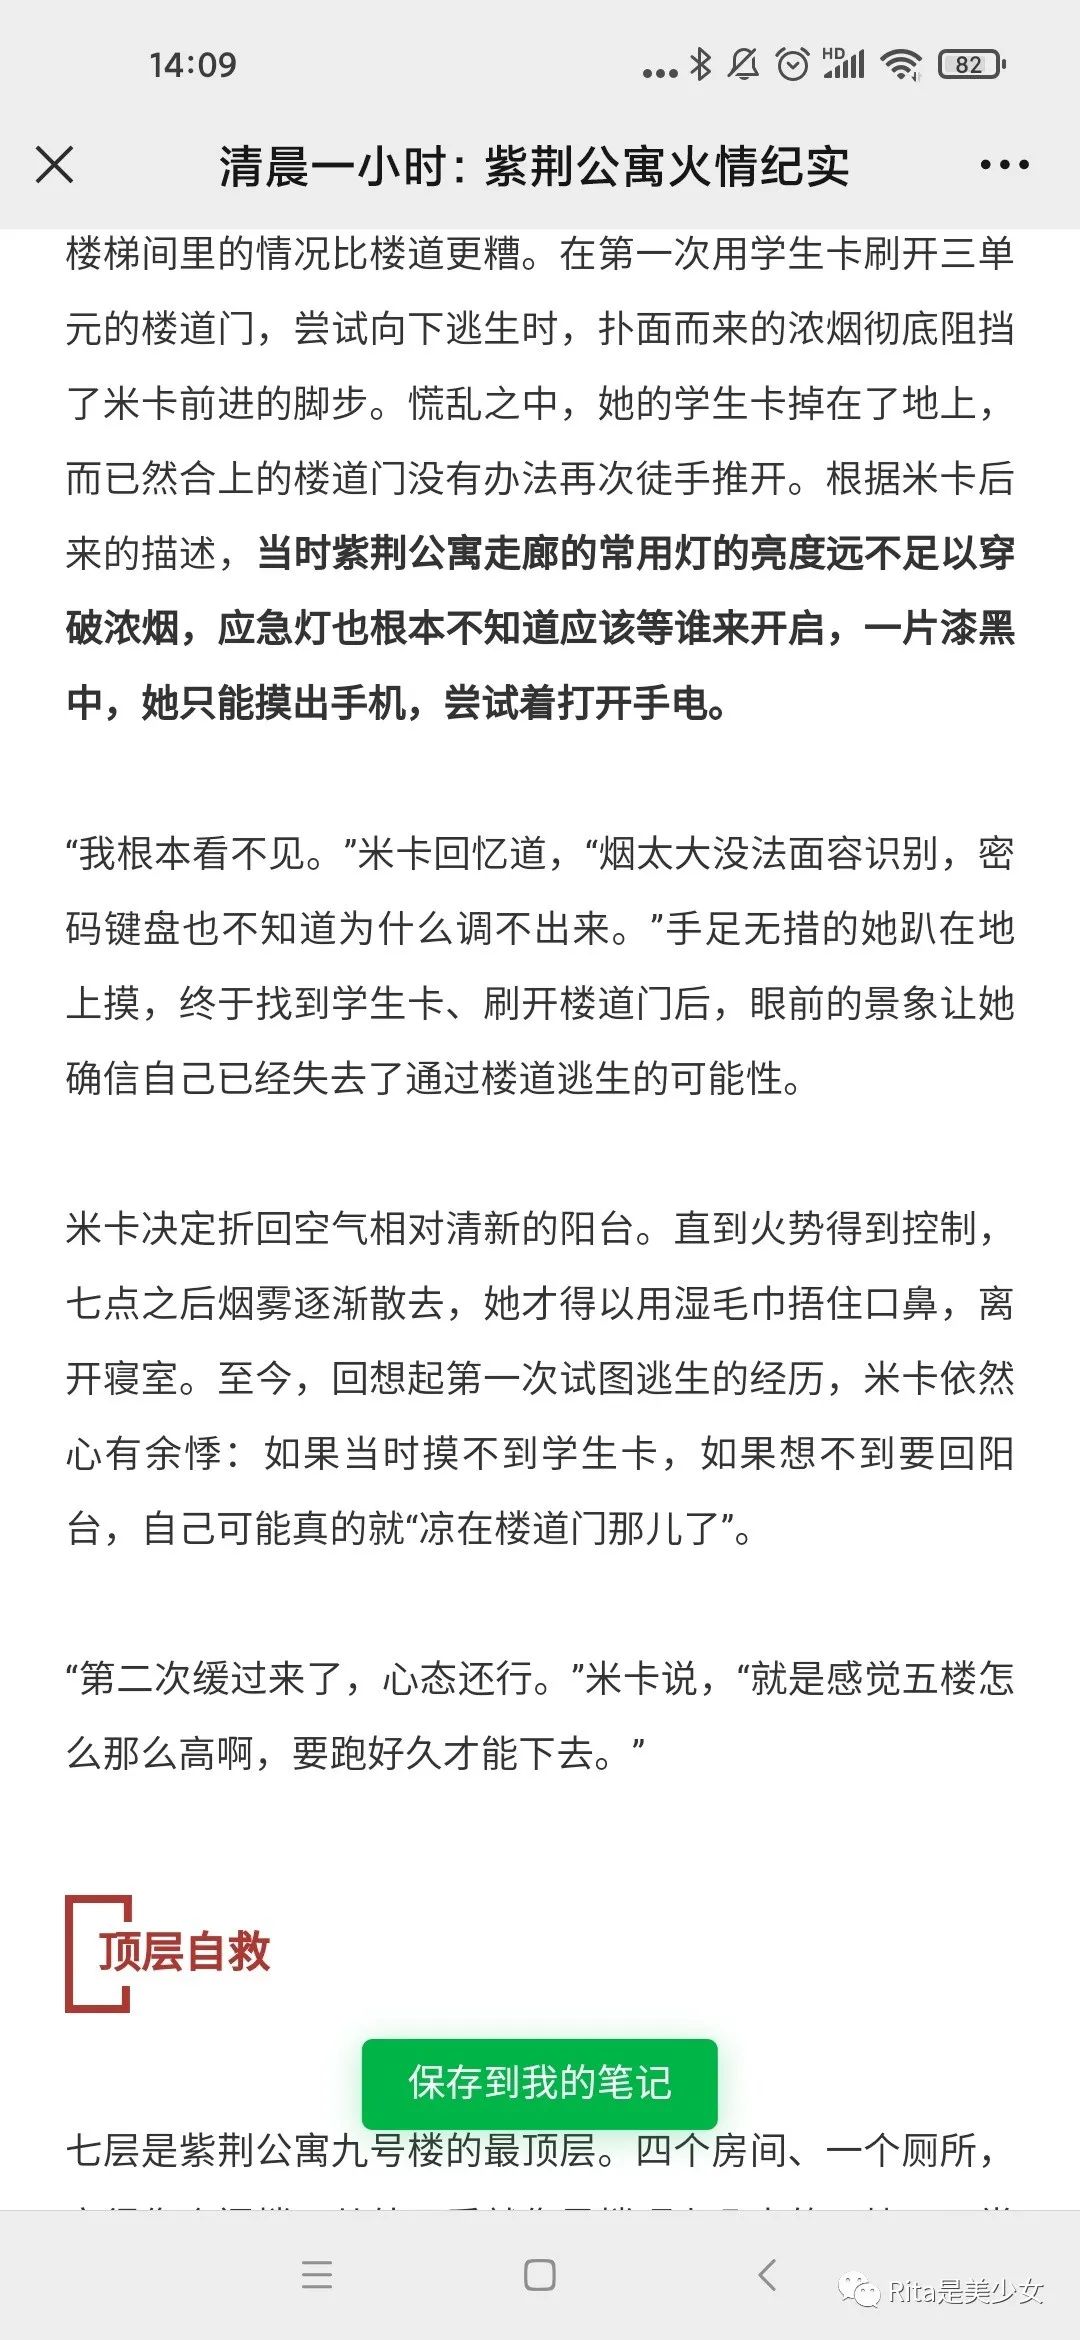 14:09
HD
82
清晨一小时：紫荆公寓火情纪实
楼梯间里的情况比楼道更糟。在第一次用学生卡刷开三单
元的楼道门，尝试向下逃生时，扑面而来的浓烟彻底阻挡
了米卡前进的脚步。慌乱之中，她的学生卡掉在了地上，
而已然合上的楼道门没有办法再次徒手推开。根据米卡后
来的描述，当时紫荆公寓走廊的常用灯的亮度远不足以穿
破浓烟，应急灯也根本不知道应该等谁来开启，一片漆黑
中，她只能摸出手机，尝试着打开手电。
“我根本看不见。”米卡回忆道，“烟太大没法面容识别，密
码键盘也不知道为什么调不出来。”手足无措的她趴在地
上摸，终于找到学生卡、刷开楼道门后，眼前的景象让她
确信自己已经失去了通过楼道逃生的可能性。
米卡决定折回空气相对清新的阳台。直到火势得到控制，
七点之后烟雾逐渐散去，她才得以用湿毛巾捂住口鼻，离
开寝室。至今，回想起第一次试图逃生的经历，米卡依然
心有余悸：如果当时摸不到学生卡，如果想不到要回阳
台，自己可能真的就“凉在楼道门那儿了”。
“第二次缓过来了，心态还行。”米卡说，“就是感觉五楼怎
么那么高啊，要跑好久才能下去。”
顶层自救
保存到我的笔记
七层是紫荆公寓九号楼的最顶层。四个房间、一个厕所，
Rita是美少女